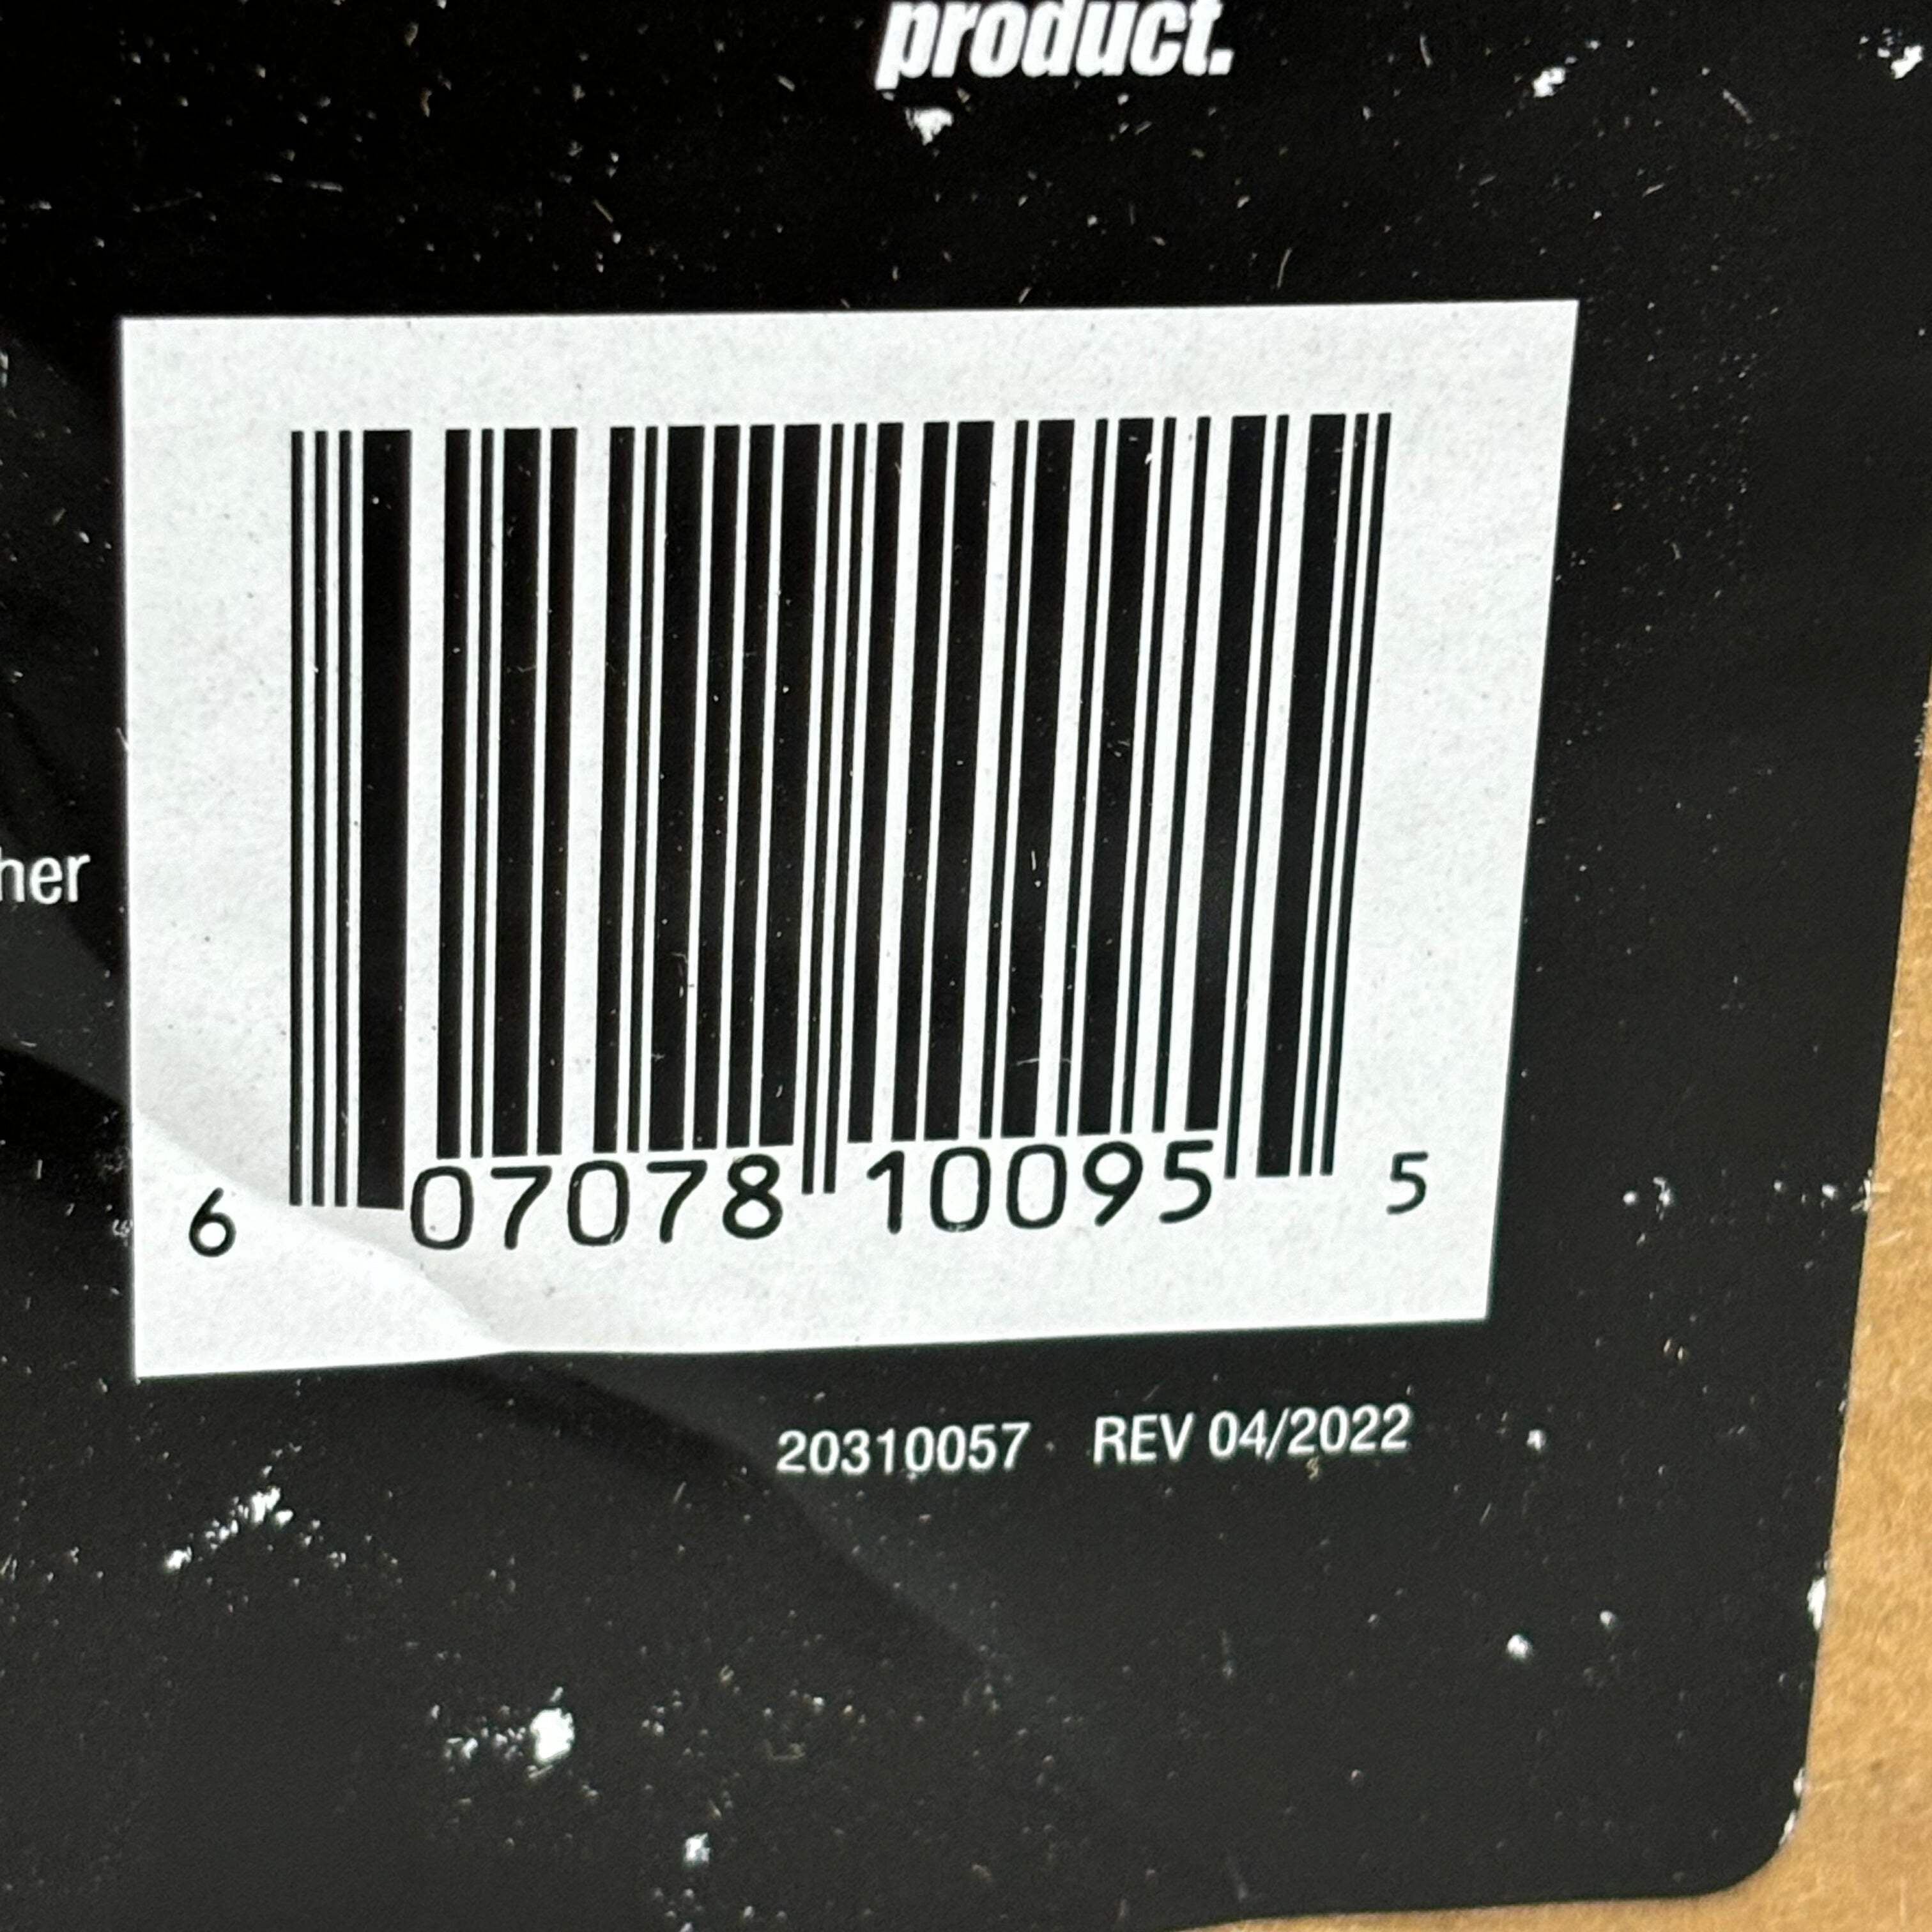 product.
her
6 07078 10095 5
20310057 REV 04/2022